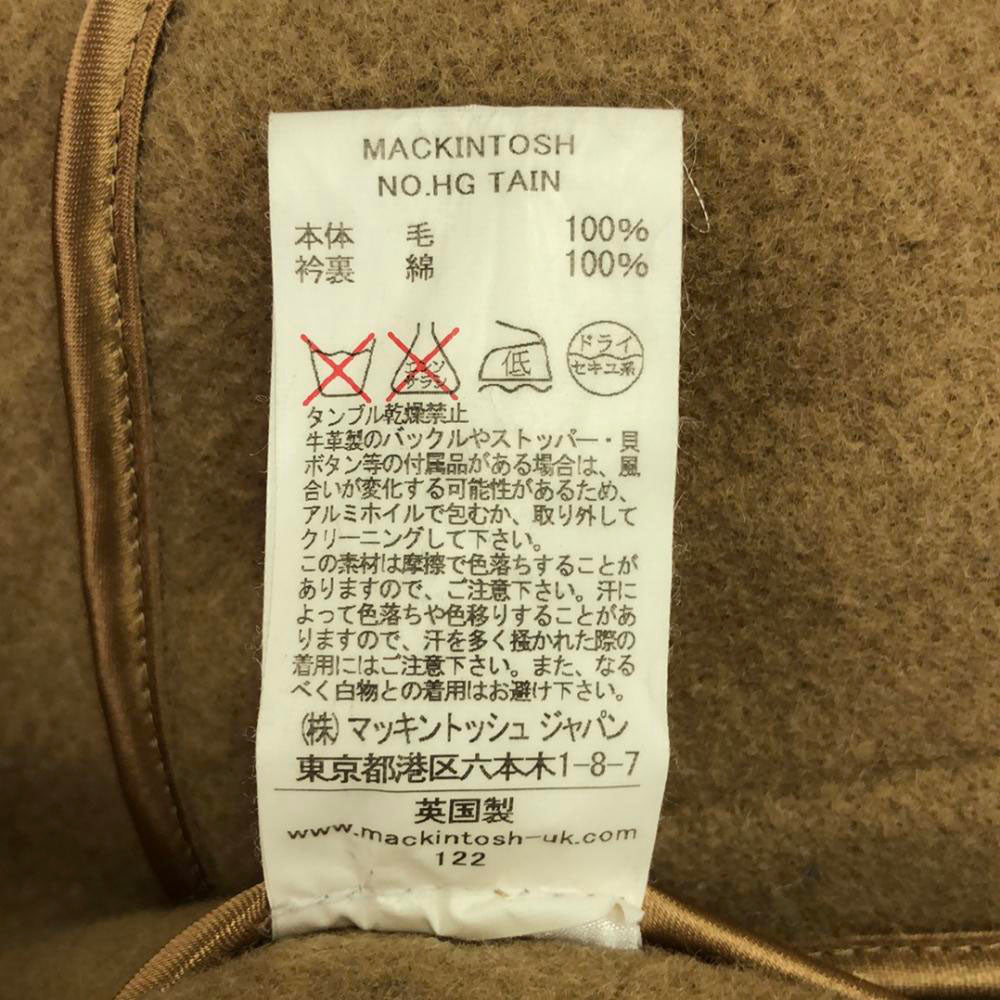 MACKINTOSH
NO.HG TAIN
本体 毛 100%
衿裏 綿 100%
エンソ サラシ 低 ドライ セキユ系
タンブル乾燥禁止
牛革製のバックルやストッパー・貝
ボタン等の付属品がある場合は、風
合いが変化する可能性があるため、
アルミホイルで包むか、取り外して
クリーニングして下さい。
この素材は摩擦で色落ちすることが
ありますので、ご注意下さい。汗に
よって色落ちや色移りすることがあ
りますので、汗を多く掻かれた際の
着用にはご注意下さい。また、なる
べく白物との着用はお避け下さい。
(株)マッキントッシュ ジャパン
東京都港区六本木1-8-7
英国製
www.mackintosh-uk.com
122